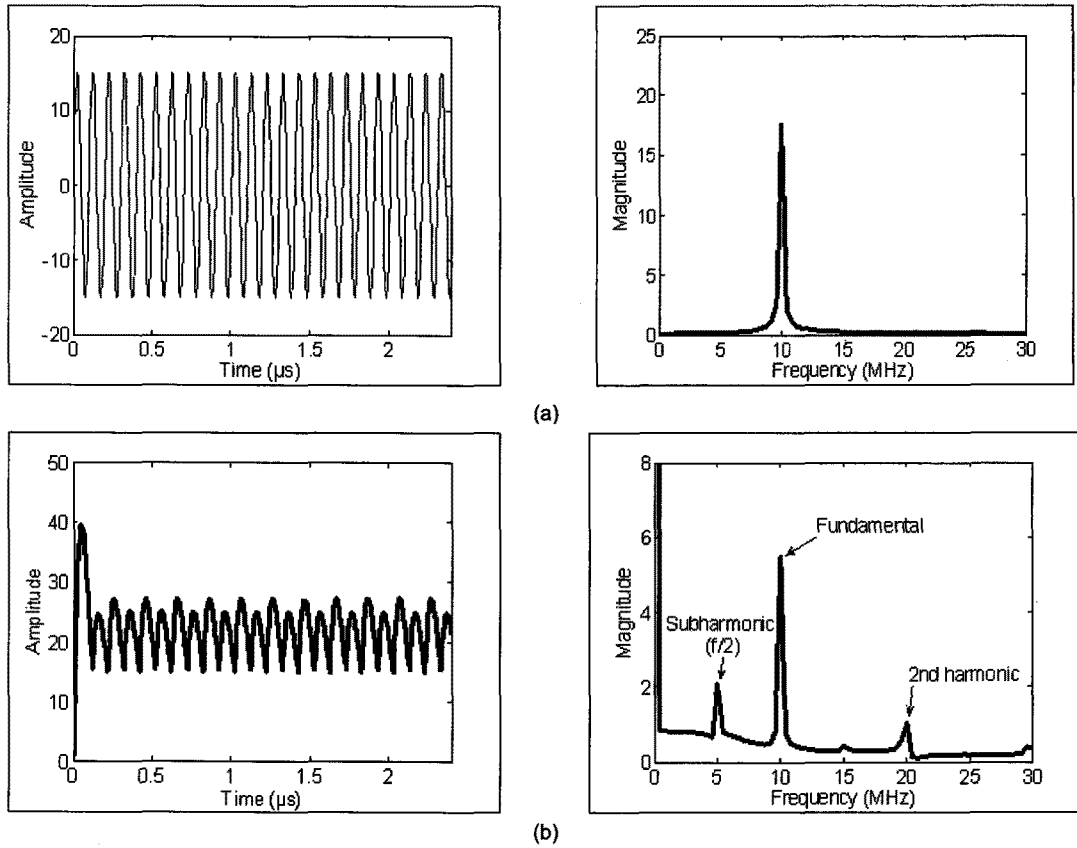 20
10
0
-10
-20
Amplitude
0 0.5 1 1.5 2
Time (µs)
25
20
15
10
5
0
Magnitude
0 5 10 15 20 25 30
Frequency (MHz)
(a)
50
40
30
20
10
0
Amplitude
0 0.5 1 1.5 2
Time (µs)
8
6
4
2
0
Magnitude
Fundamental
Subharmonic
(f/2)
2nd harmonic
0 5 10 15 20 25 30
Frequency (MHz)
(b)